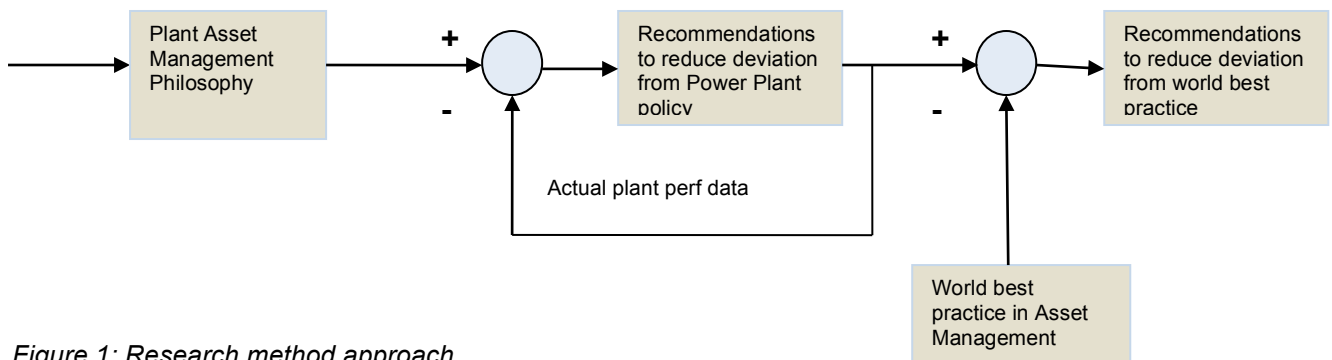 Plant Asset
Management
Philosophy
+
-
Recommendations
to reduce deviation
from Power Plant
policy
+
-
Recommendations
to reduce deviation
from world best
practice
Actual plant perf data
World best
practice in Asset
Management
Figure 1: Research method approach